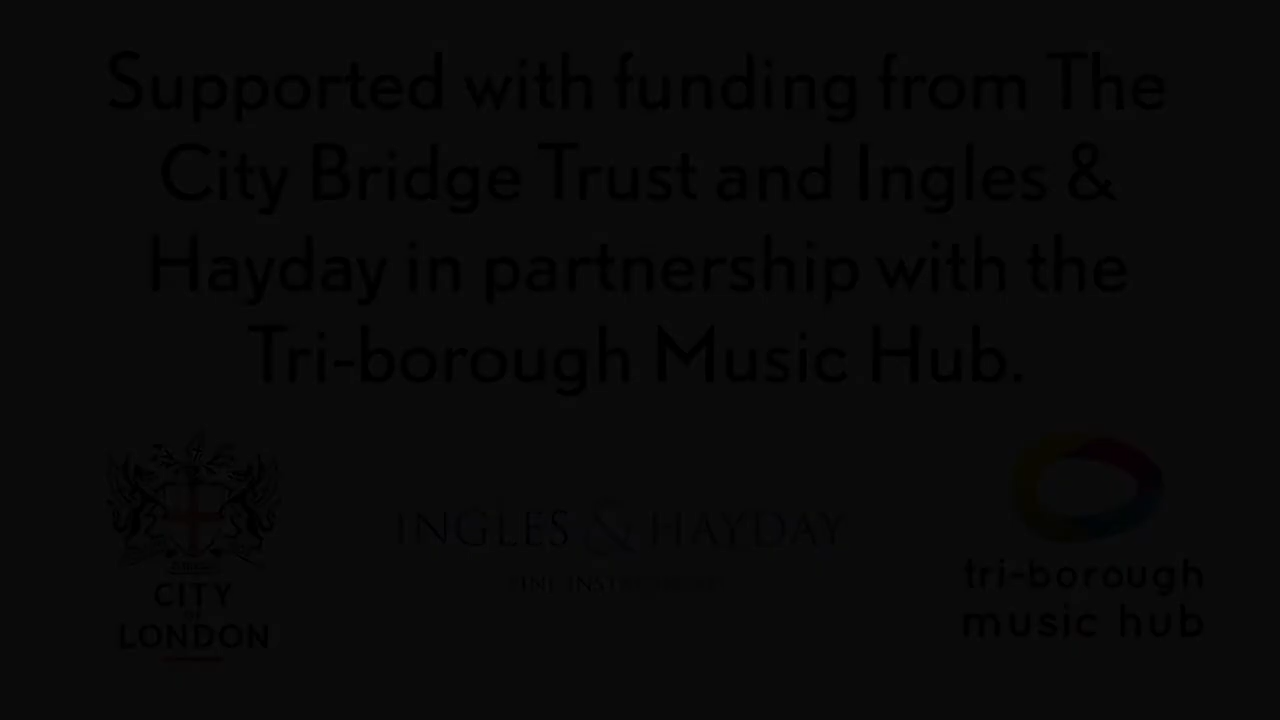 Supported with funding from The
City Bridge Trust and Ingles &
Hayday in partnership with the
Tri-borough Music Hub.
CITY
OF
LONDON
INGLES & HAYDAY
tri-borough
music hub